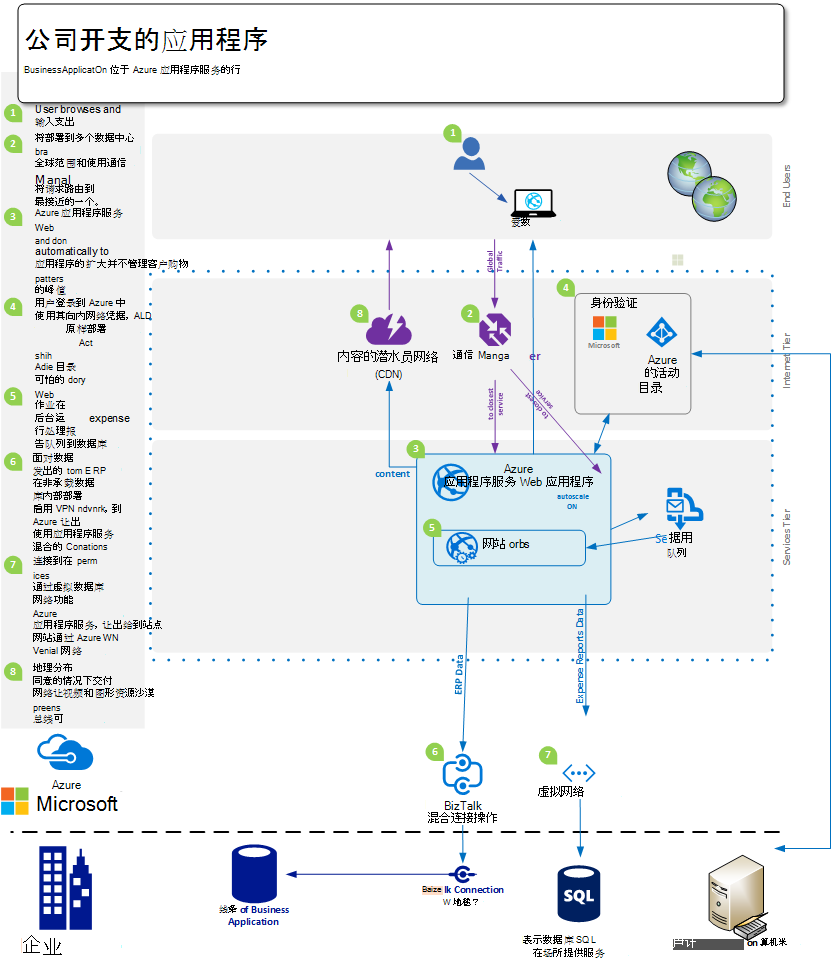 公司开支的应用程序
BusinessApplicatOn 位于 Azure 应用程序服务的行
1
User browses and
输入支出
2
将部署到多个数据中心
bra
全球范围和使用通信
Manal
将请求路由到
最接近的一个。
3
Azure 应用程序服务
Web
and don
automatically to
应用程序的扩大并不管理客户购物
patters
的峰值
4
用户登录到 Azure 中
使用其向内网络凭据, ALD
原样部署
Act
shih
Adie 目录
可怕的 dory
5
Web
作业在
后台运 expense
行处理报
告队列到数据库
6
面对数据
发出的 tom E RP
在非承载数据
库内部部署
启用 VPN ndvnrk, 到
Azure 让出
使用应用程序服务
混合的 Conations
7
连接到在 perm
ices
通过虚拟数据库
网络功能
Azure
应用程序服务, 让出给到站点
网站通过 Azure WN
Venial 网络
8
地理分布
同意的情况下交付
网络让视频和图形资源沙漠
preens
总线可
Azure
Microsoft
1
变数
End Users
Global
Traffic
8
内容的潜水员网络
(CDN)
2
通信 Manga
er
4
身份验证
Microsoft
Azure
的活动
目录
Internet Tier
to closest
service
to closest
service
content
3
Azure
应用程序服务 Web 应用程序
autoscale
ON
5
网站 orbs
Se 据用
队列
Services Tier
ERP Data
Expense Reports Data
6
BizTalk
混合连接操作
7
虚拟网络
企业
线条 of Business
Application
Baize lk Connection
W 地毯？
SQL
表示数据库 SQL
在场所提供服务
on 算机米